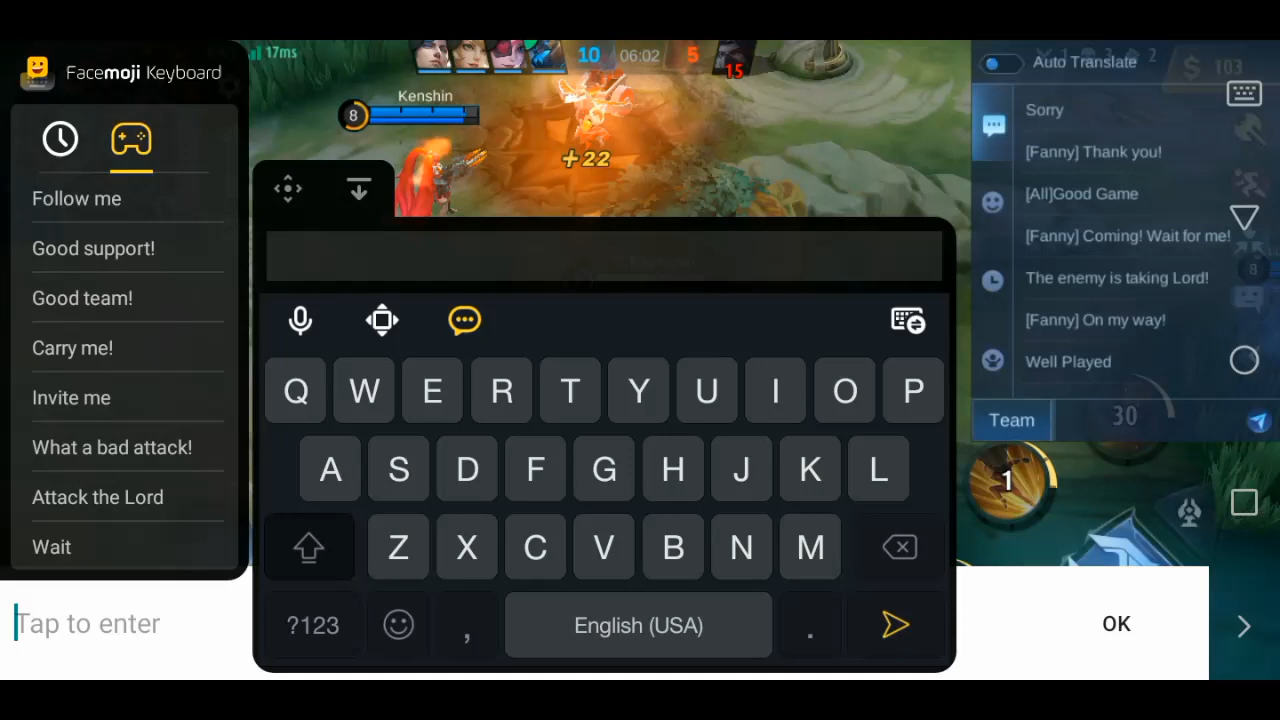 Facemoji Keyboard
Follow me
Good support!
Good team!
Carry me!
Invite me
What a bad attack!
Attack the Lord
Wait
17ms
10 06:02 5
15
Kenshin
8
+22
Auto Translate
2
103
Sorry
[Fanny] Thank you!
[All]Good Game
[Fanny] Coming! Wait for me!
The enemy is taking Lord!
[Fanny] On my way!
Well Played
8
Team
30
1
Q W E R T Y U I O P
A S D F G H J K L
Z X C V B N M
?123 , English (USA) .
Tap to enter
OK